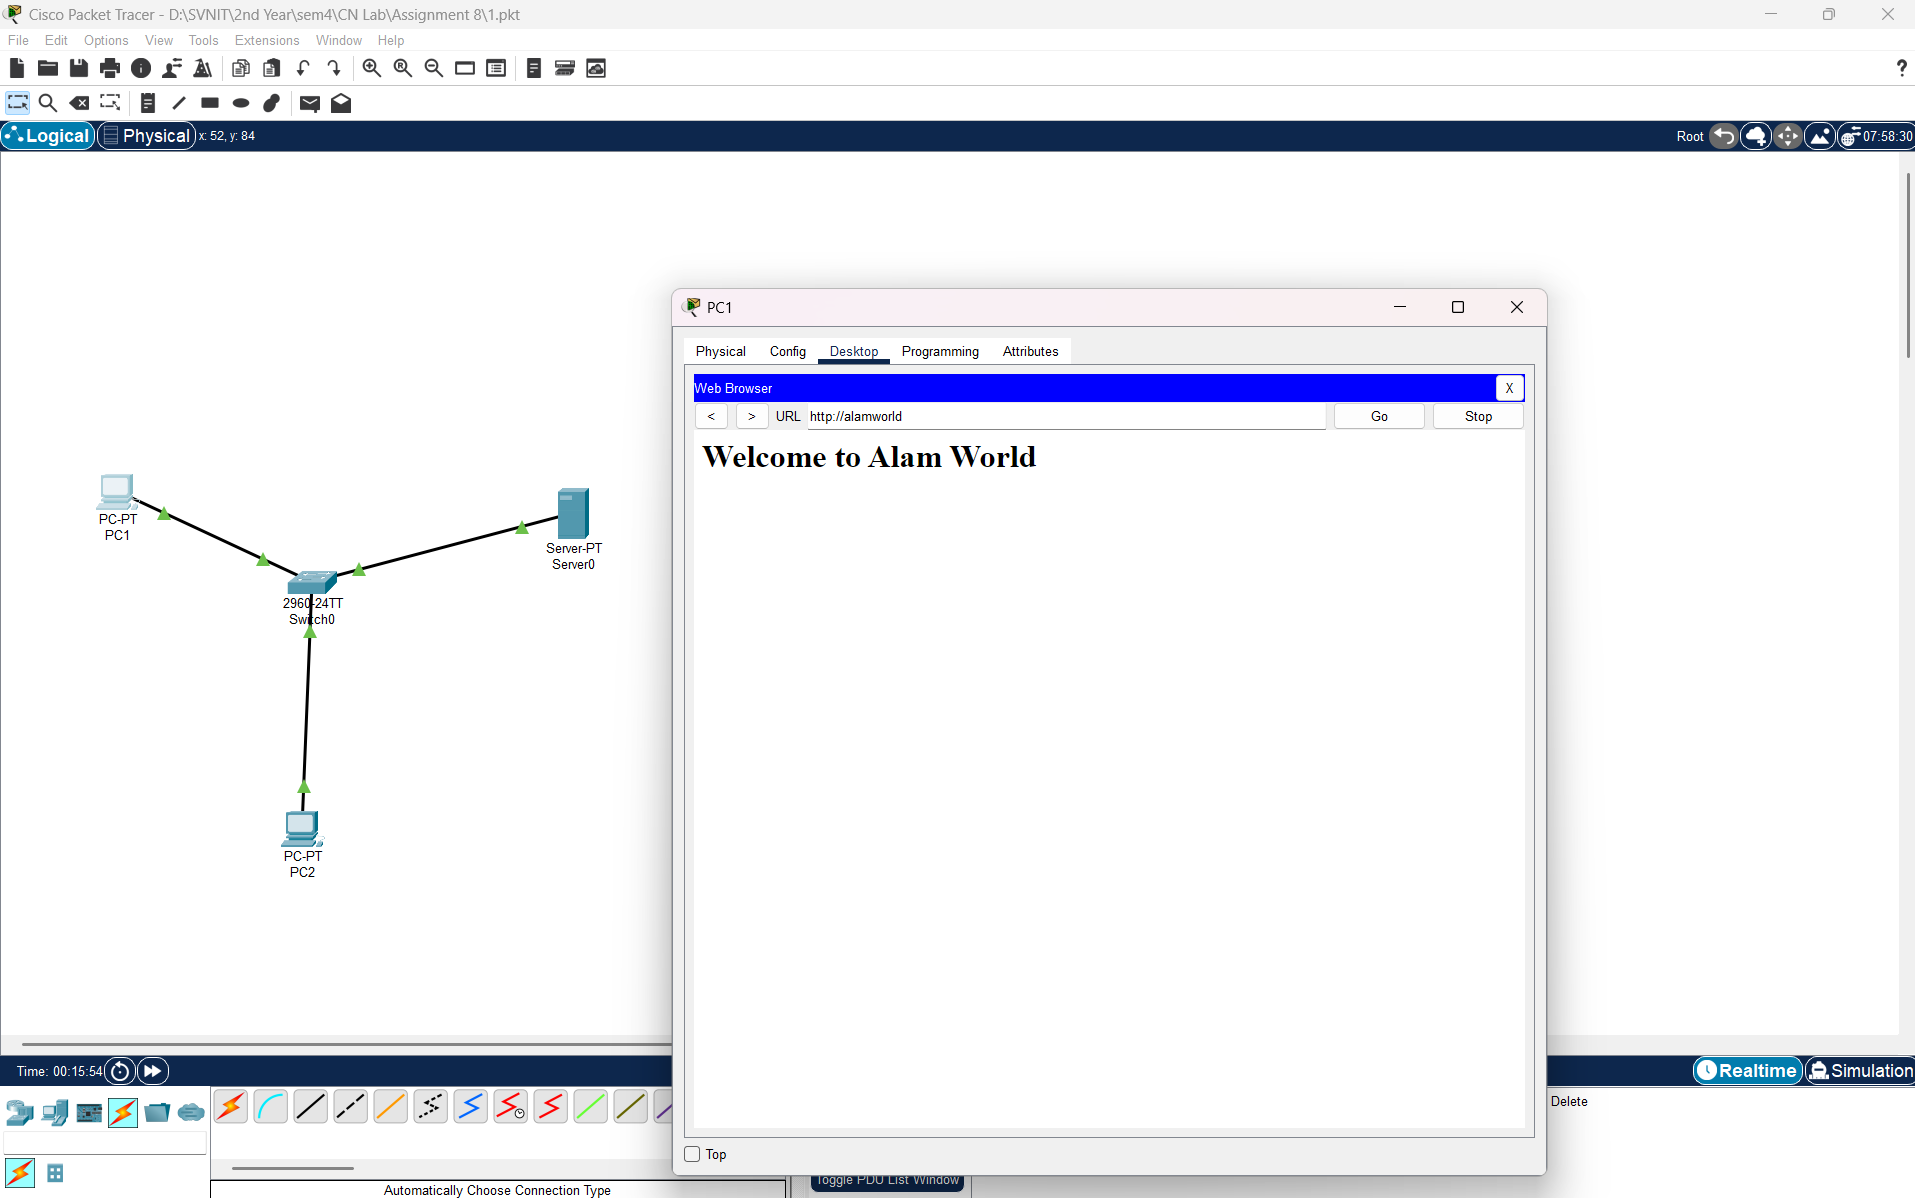 Cisco Packet Tracer - D:\SVNIT\2nd Year\sem4\CN Lab\Assignment 8\1.pkt
File Edit Options View Tools Extensions Window Help
?
Logical Physical x: 52, y: 84 Root 07:58:30
PC1
Physical Config Desktop Programming Attributes
Web Browser X
< > URL http://alamworld Go Stop
Welcome to Alam World
PC-PT
PC1
Server-PT
Server0
2960-24TT
Switch0
PC-PT
PC2
Time: 00:15:54 Realtime Simulation
Delete
Top
Toggle PDU List Window
Automatically Choose Connection Type